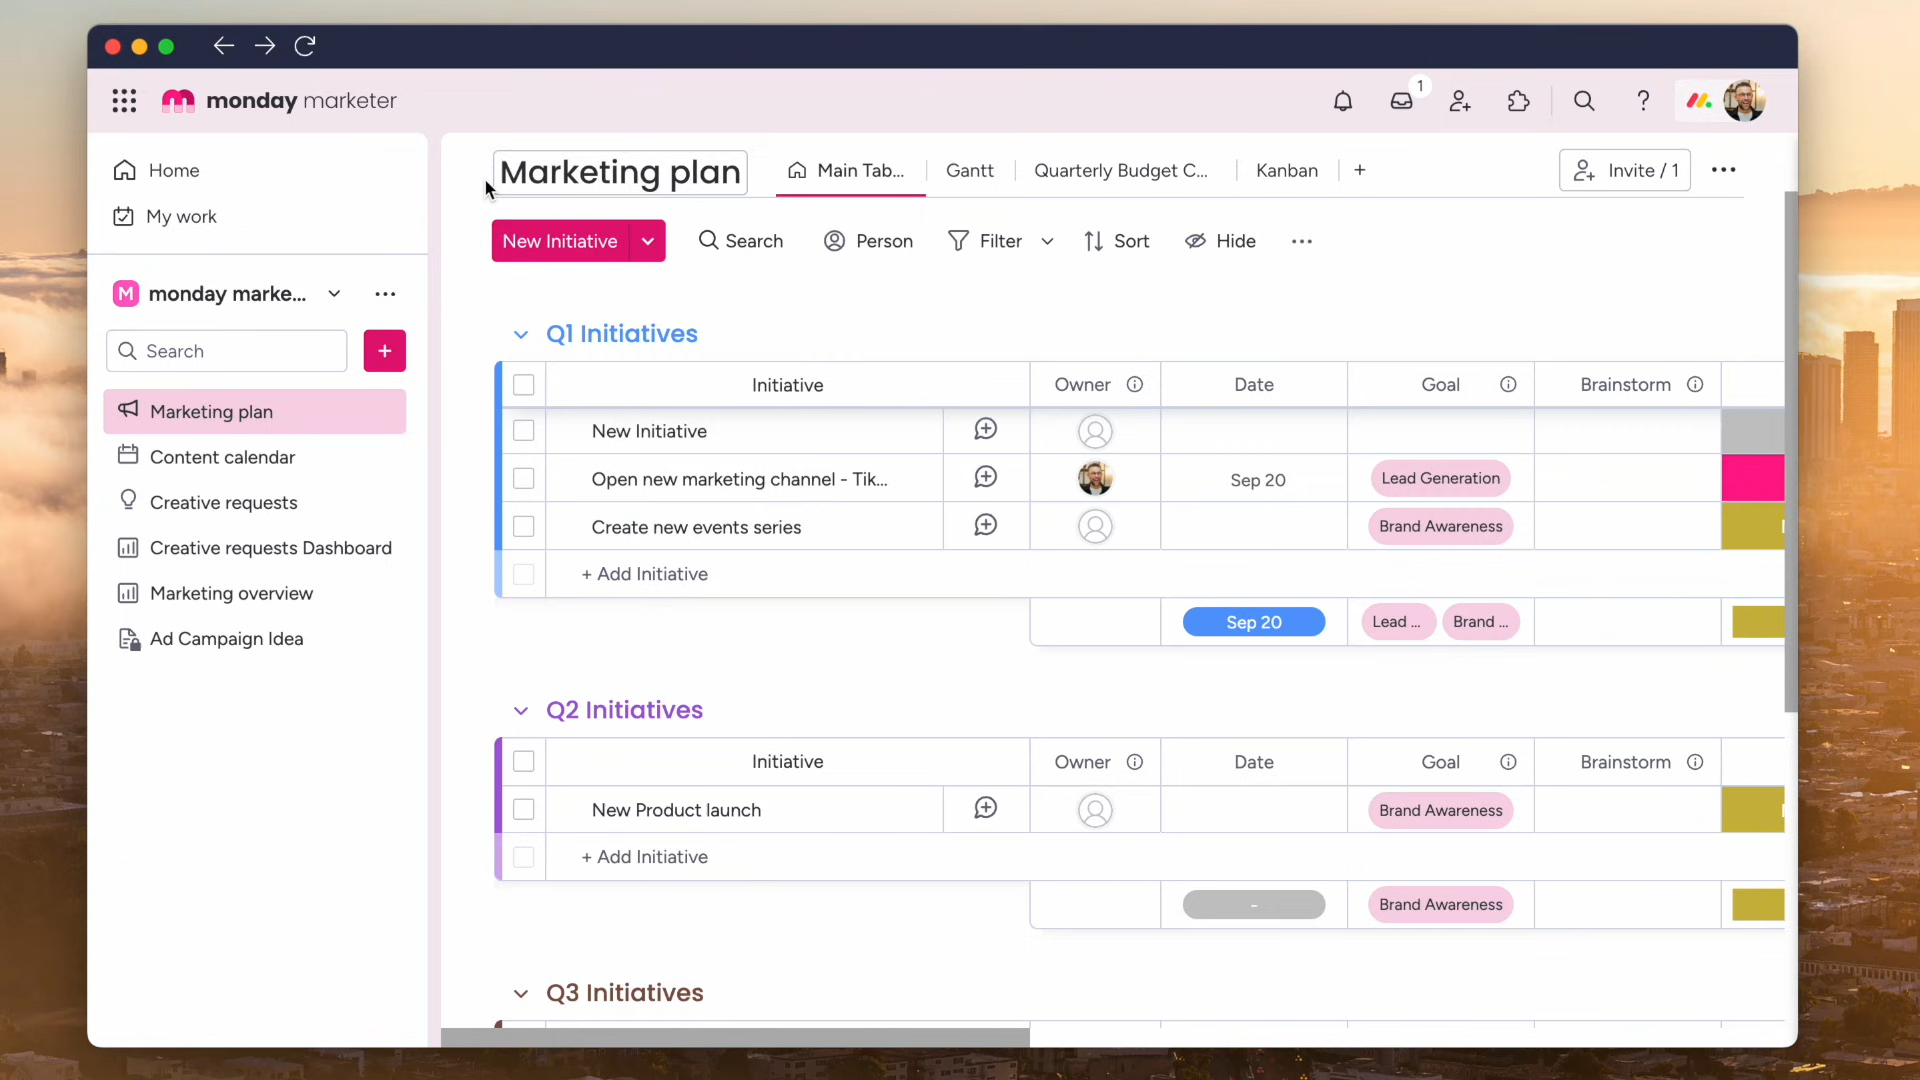 monday marketer
1
Home
My work
M monday marke...
Search
+
Marketing plan
Content calendar
Creative requests
Creative requests Dashboard
Marketing overview
Ad Campaign Idea
Marketing plan
Main Tab...
Gantt
Quarterly Budget C...
Kanban
+
Invite / 1
New Initiative
Search
Person
Filter
Sort
Hide
Q1 Initiatives
Initiative Owner Date Goal Brainstorm
New Initiative
Open new marketing channel - Tik... Sep 20 Lead Generation
Create new events series Brand Awareness
+ Add Initiative
Sep 20 Lead ... Brand ...
Q2 Initiatives
Initiative Owner Date Goal Brainstorm
New Product launch Brand Awareness
+ Add Initiative
- Brand Awareness
Q3 Initiatives